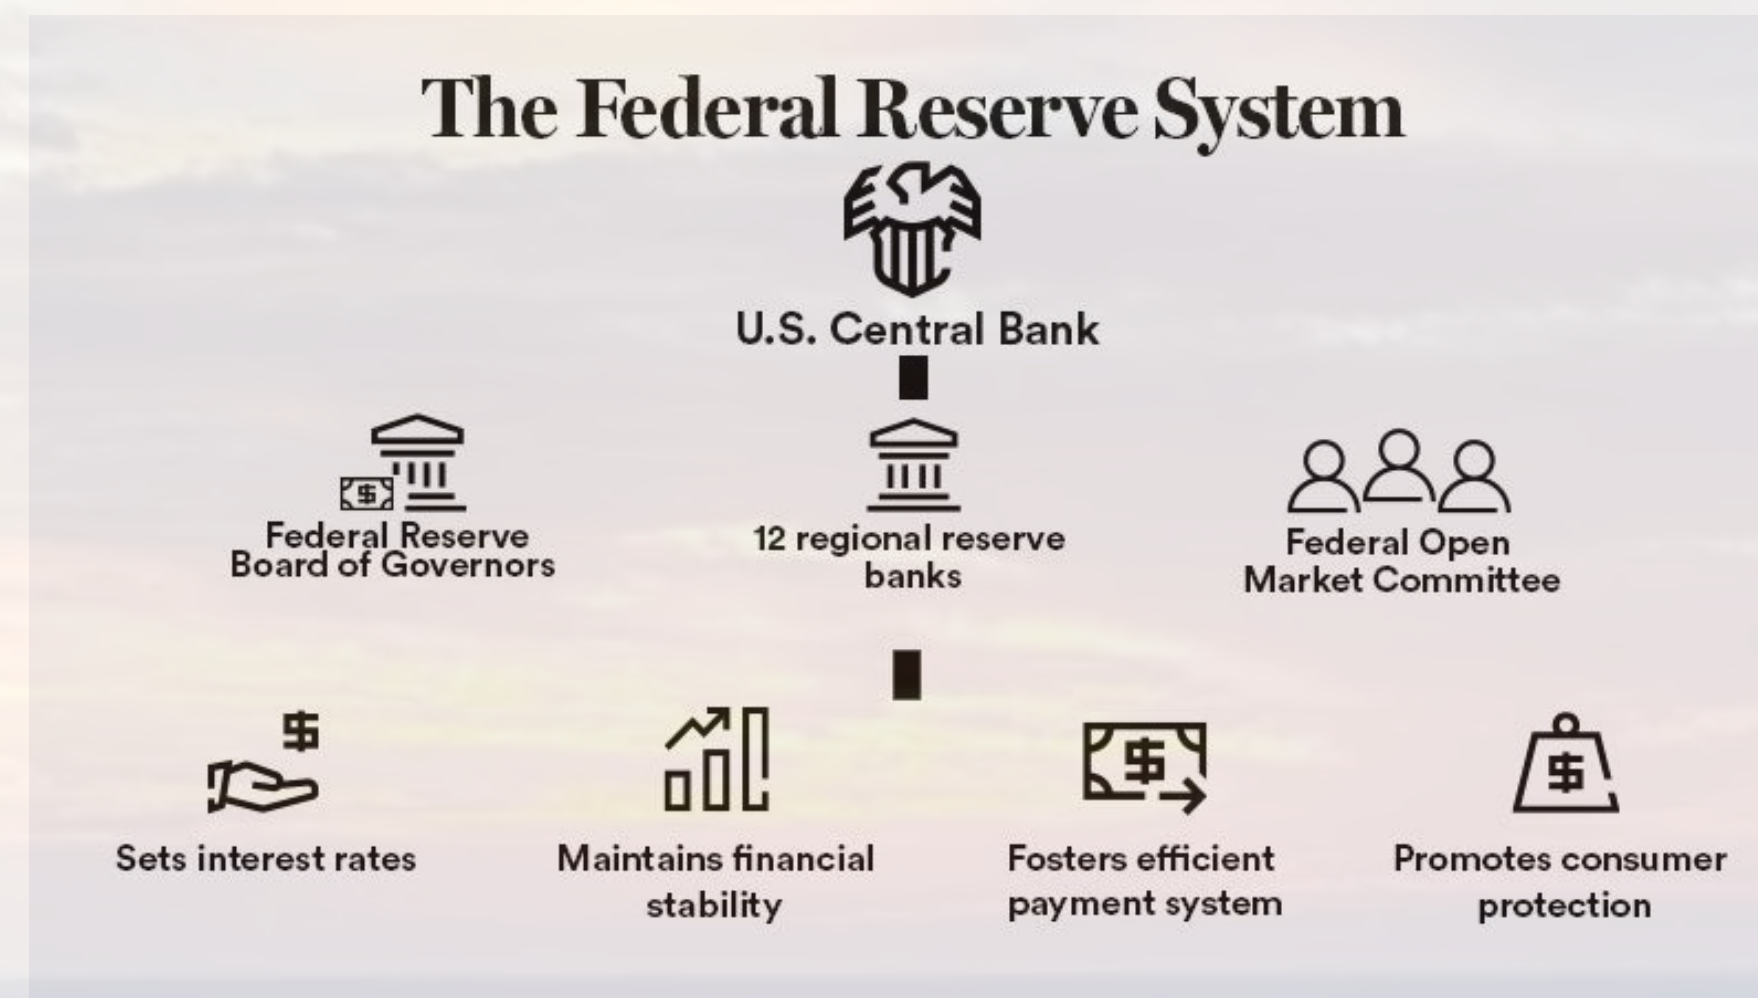 The Federal Reserve System
U.S. Central Bank
Federal Reserve
Board of Governors
12 regional reserve
banks
Federal Open
Market Committee
$
Sets interest rates
Maintains financial
stability
$
Fosters efficient
payment system
$
Promotes consumer
protection